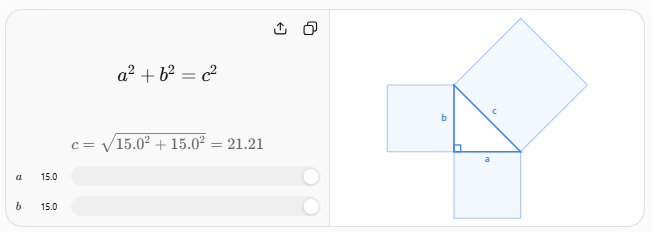 a² + b² = c²
c = √15.0² + 15.0² = 21.21
a 15.0
b 15.0
b
c
a